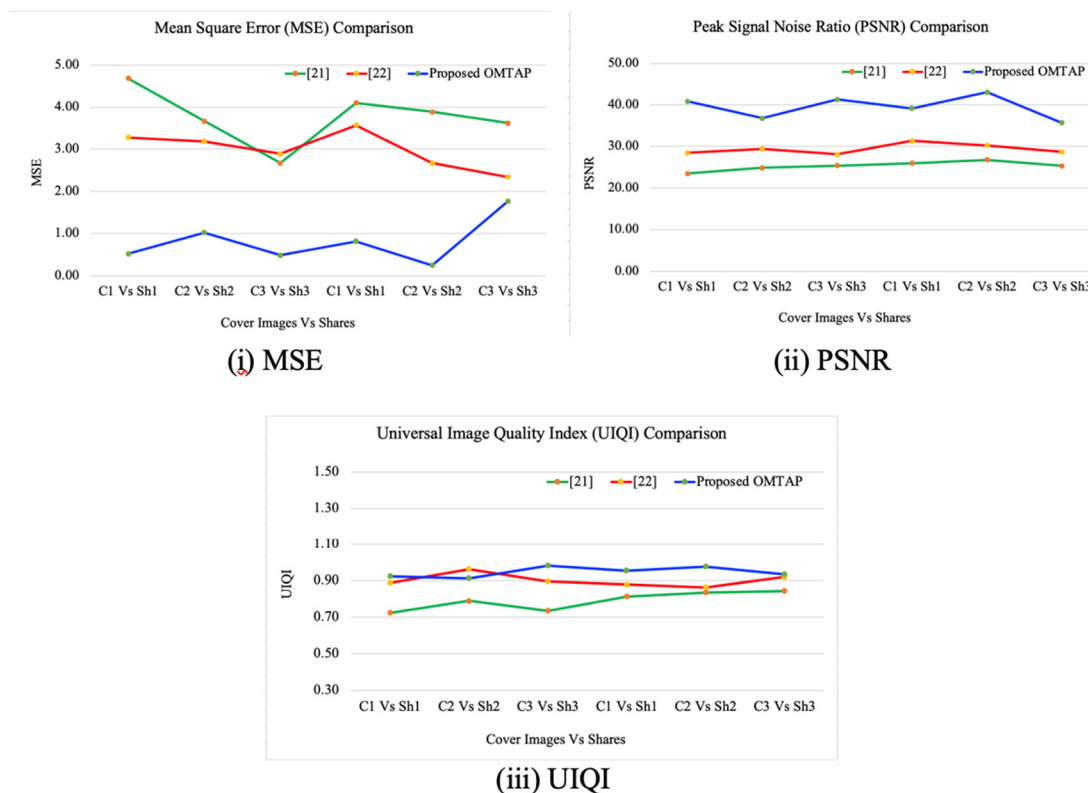 Mean Square Error (MSE) Comparison
[21] [22] Proposed OMTAP
5.00
4.00
3.00
2.00
1.00
0.00
MSE
C1 Vs Sh1 C2 Vs Sh2 C3 Vs Sh3 C1 Vs Sh1 C2 Vs Sh2 C3 Vs Sh3
Cover Images Vs Shares
(i) MSE
Peak Signal Noise Ratio (PSNR) Comparison
[21] [22] Proposed OMTAP
50.00
40.00
30.00
20.00
10.00
0.00
PSNR
C1 Vs Sh1 C2 Vs Sh2 C3 Vs Sh3 C1 Vs Sh1 C2 Vs Sh2 C3 Vs Sh3
Cover Images Vs Shares
(ii) PSNR
Universal Image Quality Index (UIQI) Comparison
[21] [22] Proposed OMTAP
1.50
1.30
1.10
0.90
0.70
0.50
0.30
UIQI
C1 Vs Sh1 C2 Vs Sh2 C3 Vs Sh3 C1 Vs Sh1 C2 Vs Sh2 C3 Vs Sh3
Cover Images Vs Shares
(iii) UIQI